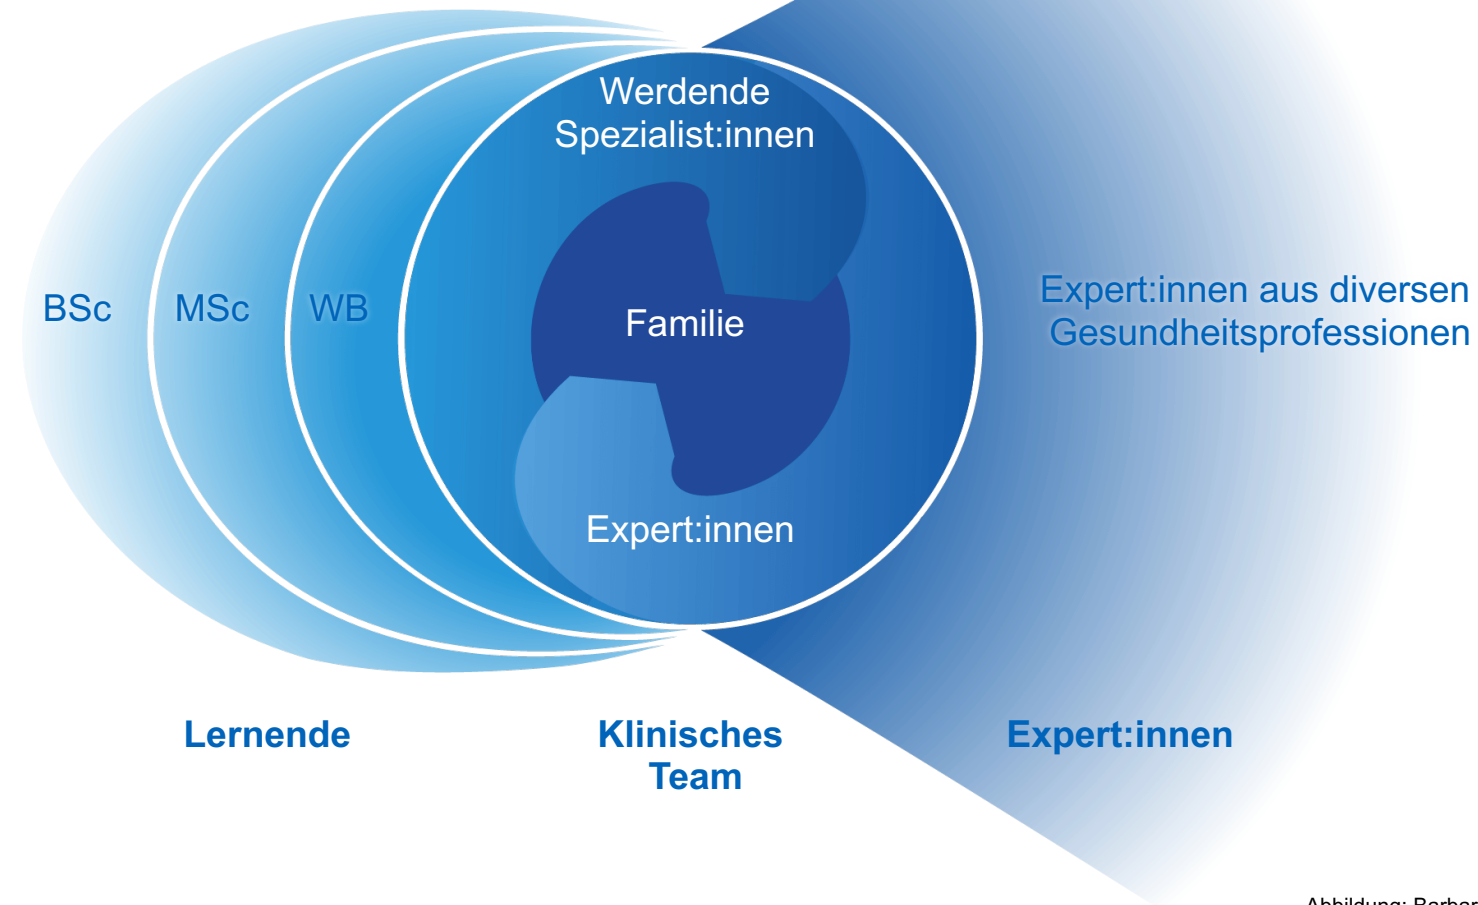 Werdende
Spezialist:innen
BSc
MSc
WB
Familie
Expert:innen aus diversen
Gesundheitsprofessionen
Expert:innen
Lernende
Klinisches
Team
Expert:innen
Abbildung: Barbar